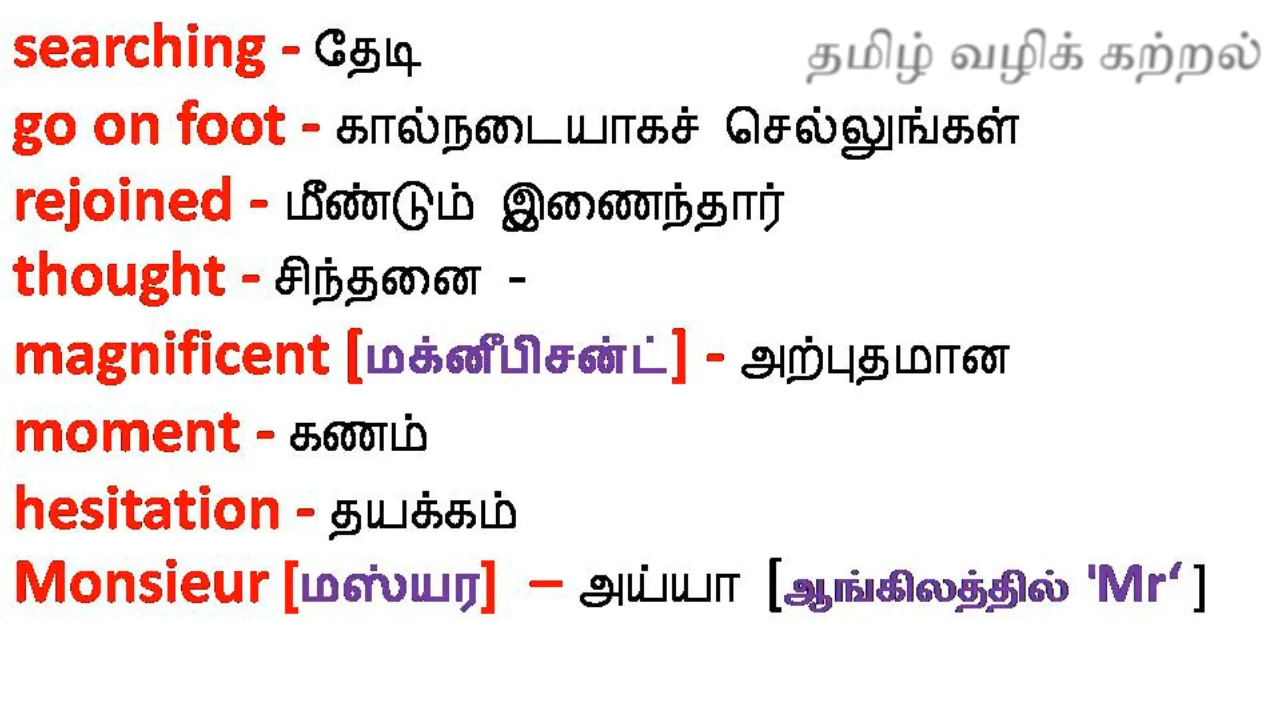 searching - தேடி
தமிழ் வழிக் கற்றல்
go on foot - கால்நடையாகச் செல்லுங்கள்
rejoined - மீண்டும் இணைந்தார்
thought - சிந்தனை -
magnificent [மக்னீபிசன்ட்] - அற்புதமான
moment - கணம்
hesitation - தயக்கம்
Monsieur [மஸ்யர] – அய்யா [ஆங்கிலத்தில் 'Mr‘ ]